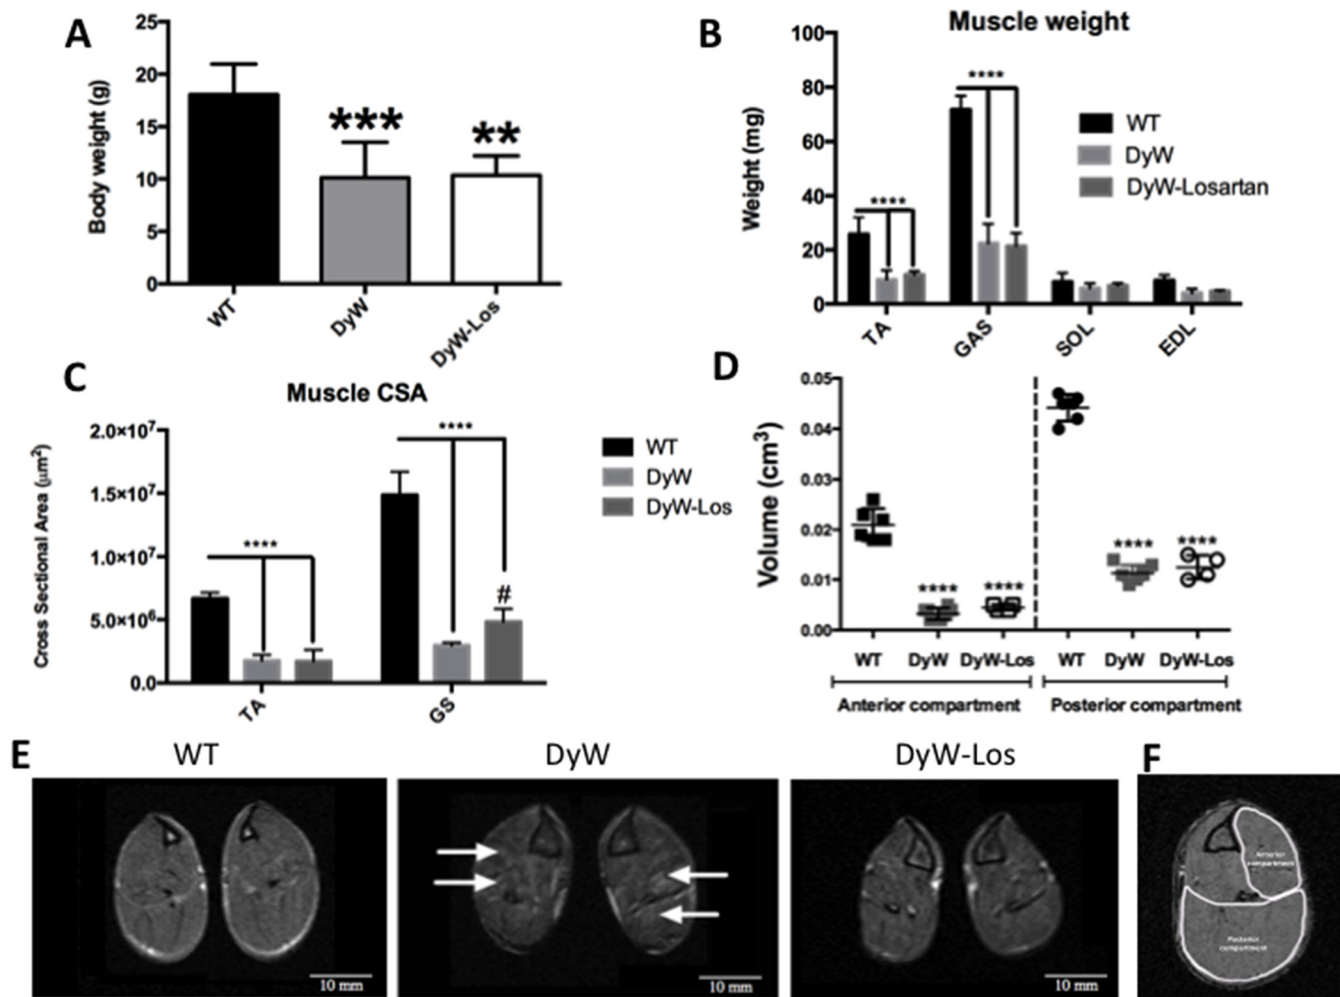 A
Body weight (g)
25
20
15
10
5
0
***
**
WT
DyW
DyW-Los
B
Muscle weight
Weight (mg)
100
80
60
40
20
0
****
****
WT
DyW
DyW-Losartan
TA
GAS
SOL
EDL
C
Muscle CSA
Cross Sectional Area (μm²)
2.0×10⁷
1.5×10⁷
1.0×10⁷
5.0×10⁶
0.0
****
****
#
WT
DyW
DyW-Los
TA
GS
D
Volume (cm³)
0.05
0.04
0.03
0.02
0.01
0.00
****
****
****
****
WT
DyW
DyW-Los
WT
DyW
DyW-Los
Anterior compartment
Posterior compartment
E
WT
DyW
DyW-Los
10 mm
10 mm
10 mm
F
Anterior
compartment
Posterior
compartment